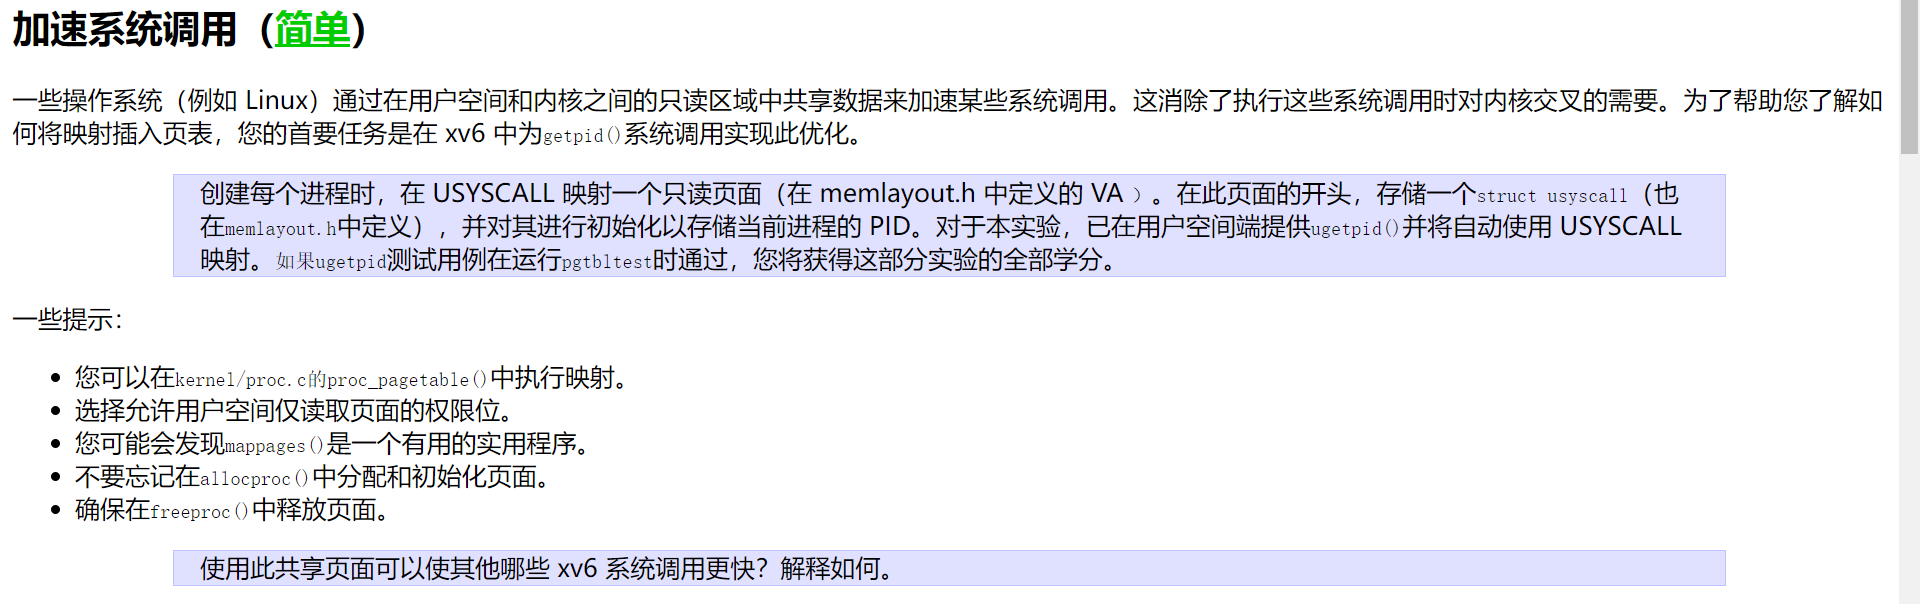 加速系统调用（简单）
一些操作系统（例如 Linux）通过在用户空间和内核之间的只读区域中共享数据来加速某些系统调用。这消除了执行这些系统调用时对内核交叉的需要。为了帮助您了解如
何将映射插入页表，您的首要任务是在 xv6 中为getpid()系统调用实现此优化。
创建每个进程时，在 USYSCALL 映射一个只读页面（在 memlayout.h 中定义的 VA ）。在此页面的开头，存储一个struct usyscall（也
在memlayout.h中定义），并对其进行初始化以存储当前进程的 PID。对于本实验，已在用户空间端提供ugetpid()并将自动使用 USYSCALL
映射。如果ugetpid测试用例在运行pgtbltest时通过，您将获得这部分实验的全部学分。
一些提示：
• 您可以在kernel/proc.c的proc_pagetable()中执行映射。
• 选择允许用户空间仅读取页面的权限位。
• 您可能会发现mappages()是一个有用的实用程序。
• 不要忘记在allocproc()中分配和初始化页面。
• 确保在freeproc()中释放页面。
使用此共享页面可以使其他哪些 xv6 系统调用更快？解释如何。